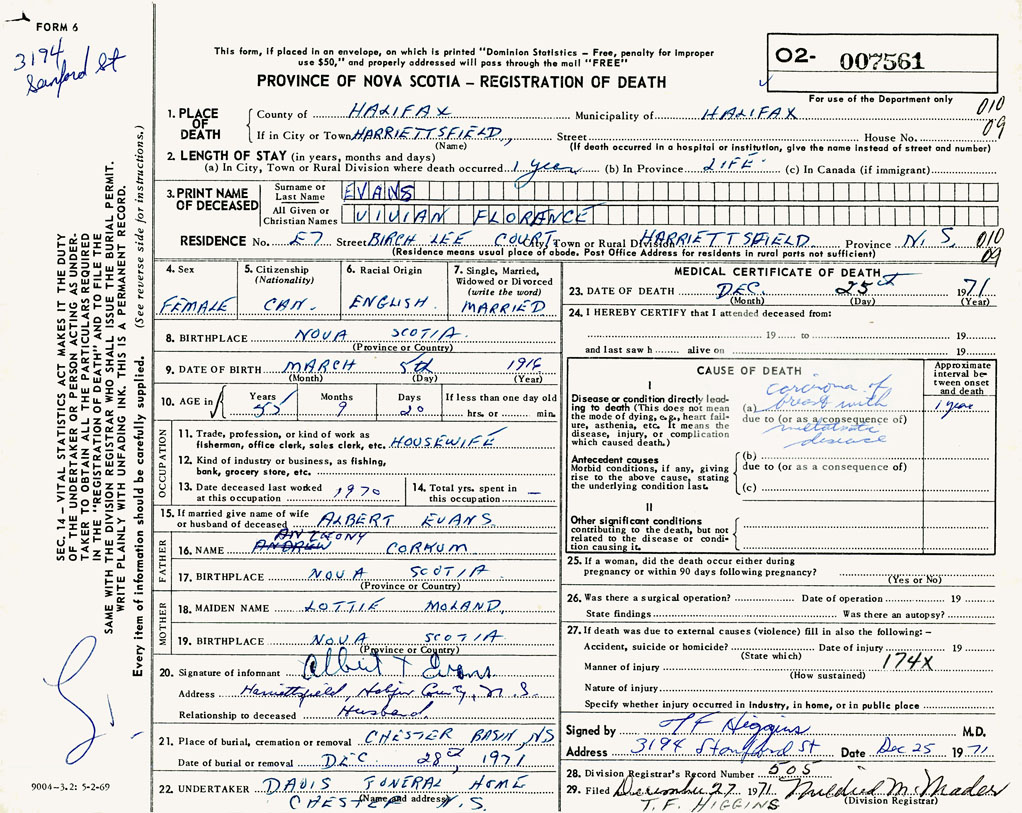 FORM 6
3194
Sanford St
This form, if placed in an envelope, on which is printed "Dominion Statistics – Free, penalty for improper
use $50," and properly addressed will pass through the mail "FREE"
PROVINCE OF NOVA SCOTIA – REGISTRATION OF DEATH
O2- 007561
For use of the Department only
010
09
1. PLACE OF DEATH
County of HALIFAX Municipality of HALIFAX
If in City or Town HARRIETTSFIELD, Street House No.
(Name) (If death occurred in a hospital or institution, give the name instead of street and number)
2. LENGTH OF STAY (in years, months and days)
(a) In City, Town or Rural Division where death occurred 1 year (b) In Province LIFE (c) In Canada (if immigrant)
3. PRINT NAME OF DECEASED
Surname or Last Name EVANS
All Given or Christian Names VIVIAN FLORANCE
RESIDENCE No. E7 Street BIRCH LEE COURT City, Town or Rural Division HARRIETTSFIELD Province N.S. 010
09
(Residence means usual place of abode. Post Office Address for residents in rural parts not sufficient)
4. Sex
FEMALE
5. Citizenship
(Nationality)
CAN.
6. Racial Origin
ENGLISH
7. Single, Married,
Widowed or Divorced
(write the word)
MARRIED
8. BIRTHPLACE NOVA SCOTIA
(Province or Country)
9. DATE OF BIRTH MARCH 5th 1916
(Month) (Day) (Year)
10. AGE in Years 55 Months 9 Days 20 If less than one day old
hrs. or min.
OCCUPATION
11. Trade, profession, or kind of work as
fisherman, office clerk, sales clerk, etc. HOUSEWIFE
12. Kind of industry or business, as fishing,
bank, grocery store, etc.
13. Date deceased last worked
at this occupation 1970
14. Total yrs. spent in
this occupation —
15. If married give name of wife
or husband of deceased ALBERT EVANS
FATHER
ANTHONY
16. NAME ANDREW CORKUM
17. BIRTHPLACE NOVA SCOTIA
(Province or Country)
MOTHER
18. MAIDEN NAME LOTTIE MOLAND
19. BIRTHPLACE NOVA SCOTIA
(Province or Country)
20. Signature of informant Albert T Evans
Address Harriettsfield, Halifax County, N.S.
Relationship to deceased Husband
21. Place of burial, cremation or removal CHESTER BASIN, NS
Date of burial or removal DEC 28th, 1971
22. UNDERTAKER DAVIS FUNERAL HOME
(Name and address)
CHESTER N.S.
MEDICAL CERTIFICATE OF DEATH
23. DATE OF DEATH DEC. 25th 1971
(Month) (Day) (Year)
24. I HEREBY CERTIFY that I attended deceased from:
19 to 19
and last saw h alive on 19
CAUSE OF DEATH
Approximate
interval be-
tween onset
and death
I
Disease or condition directly lead-
ing to death (This does not mean
the mode of dying, e.g., heart fail-
ure, asthenia, etc. It means the
disease, injury, or complication
which caused death.)
carcinoma of
(a) breast with
due to (or as a consequence of)
metastatic
disease
1 year
Antecedent causes
Morbid conditions, if any, giving
rise to the above cause, stating
the underlying condition last.
(b)
due to (or as a consequence of)
(c)
II
Other significant conditions
contributing to the death, but not
related to the disease or condi-
tion causing it.
25. If a woman, did the death occur either during
pregnancy or within 90 days following pregnancy?
(Yes or No)
26. Was there a surgical operation? Date of operation 19
State findings Was there an autopsy?
27. If death was due to external causes (violence) fill in also the following: –
Accident, suicide or homicide? Date of injury 19
(State which)
174X
Manner of injury
(How sustained)
Nature of injury
Specify whether injury occurred in industry, in home, or in public place
Signed by T F Higgins M.D.
Address 3194 Stanford St Date Dec 25 1971
28. Division Registrar's Record Number 505
29. Filed December 27 1971 Mildred M. Mader
(Division Registrar)
T.F. HIGGINS
SEC. 14 – VITAL STATISTICS ACT MAKES IT THE DUTY
OF THE UNDERTAKER OR PERSON ACTING AS UNDER-
TAKER TO OBTAIN ALL THE PARTICULARS REQUIRED
IN THE "REGISTRATION OF DEATH" AND TO FILE THE
SAME WITH THE DIVISION REGISTRAR WHO SHALL ISSUE THE BURIAL PERMIT.
WRITE PLAINLY WITH UNFADING INK. THIS IS A PERMANENT RECORD.
Every item of information should be carefully supplied. (See reverse side for instructions.)
9004–3.2: 5-2-69